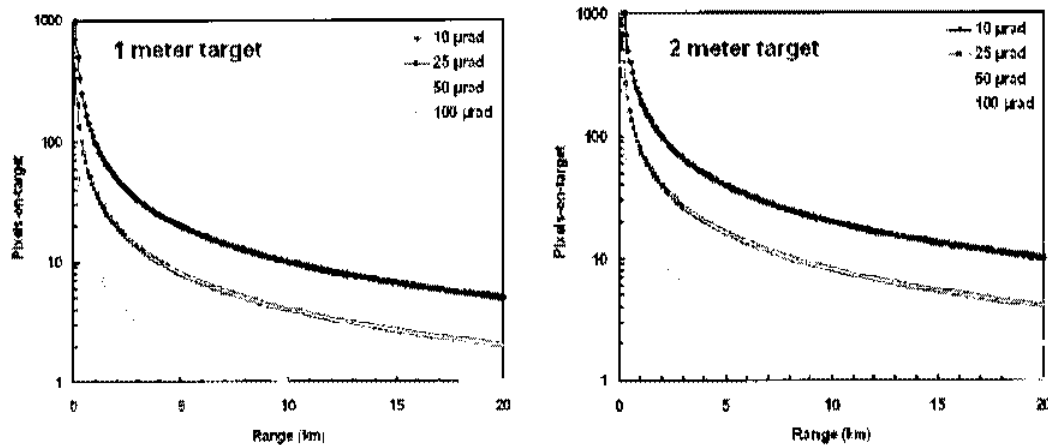 1 meter target
10 µrad
25 µrad
50 µrad
100 µrad
1000
100
10
1
Pixels-on-target
0
5
10
15
20
Range (km)
2 meter target
10 µrad
25 µrad
50 µrad
100 µrad
1000
100
10
1
Pixels-on-target
0
5
10
15
20
Range (km)